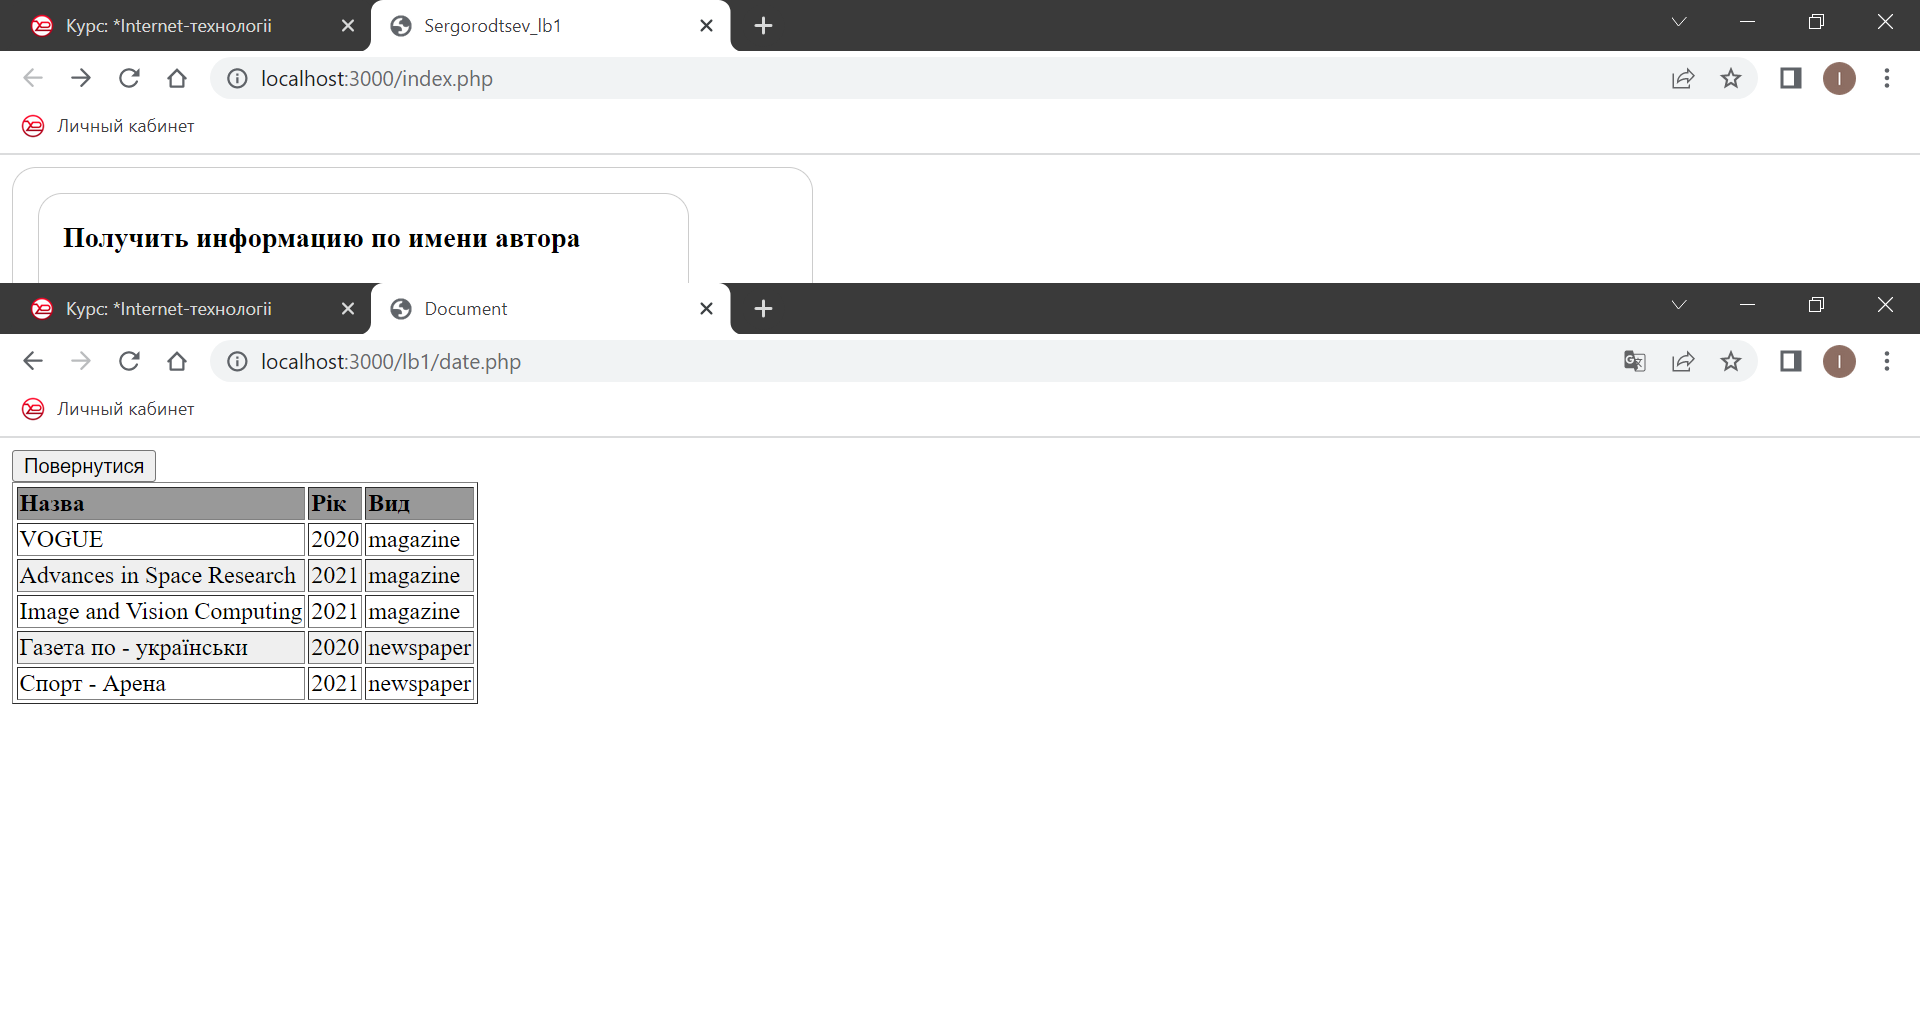 Курс: *Internet-технології
Sergorodtsev_lb1
localhost:3000/index.php
I
Личный кабинет
Получить информацию по имени автора
Курс: *Internet-технології
Document
localhost:3000/lb1/date.php
I
Личный кабинет
Повернутися
Назва Рік Вид
VOGUE 2020 magazine
Advances in Space Research 2021 magazine
Image and Vision Computing 2021 magazine
Газета по - українськи 2020 newspaper
Спорт - Арена 2021 newspaper